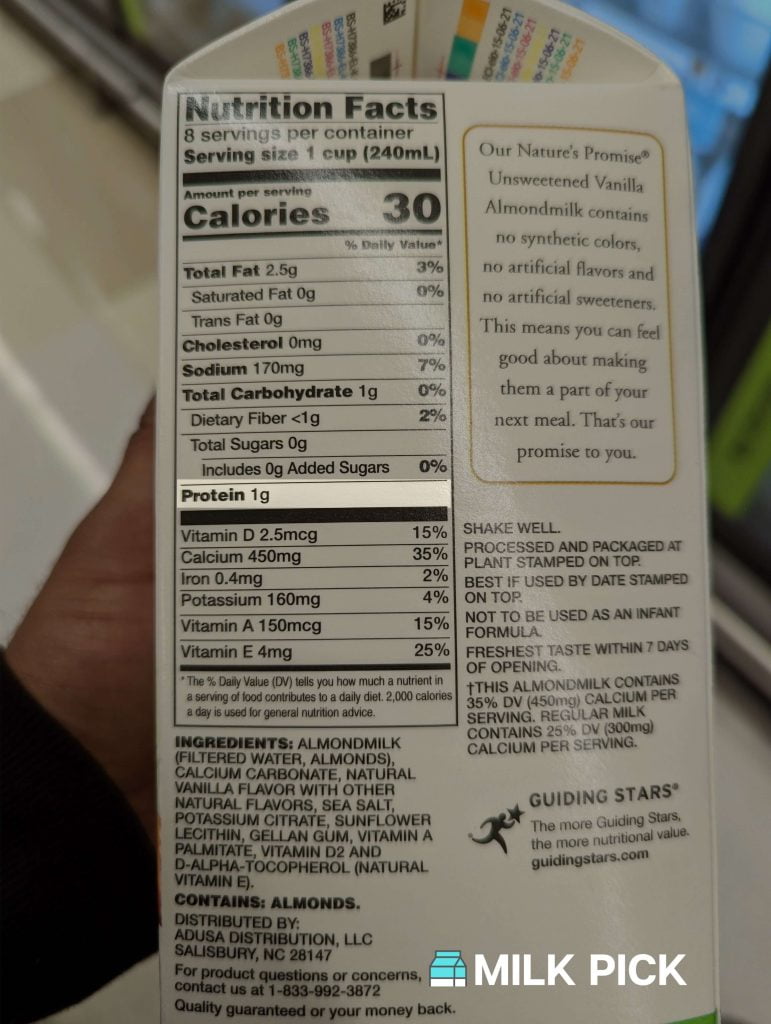 Nutrition Facts
8 servings per container
Serving size 1 cup (240mL)
Amount per serving
Calories 30
% Daily Value*
Total Fat 2.5g 3%
Saturated Fat 0g 0%
Trans Fat 0g
Cholesterol 0mg 0%
Sodium 170mg 7%
Total Carbohydrate 1g 0%
Dietary Fiber <1g 2%
Total Sugars 0g
Includes 0g Added Sugars 0%
Protein 1g
Vitamin D 2.5mcg 15%
Calcium 450mg 35%
Iron 0.4mg 2%
Potassium 160mg 4%
Vitamin A 150mcg 15%
Vitamin E 4mg 25%
* The % Daily Value (DV) tells you how much a nutrient in
a serving of food contributes to a daily diet. 2,000 calories
a day is used for general nutrition advice.
INGREDIENTS: ALMONDMILK
(FILTERED WATER, ALMONDS),
CALCIUM CARBONATE, NATURAL
VANILLA FLAVOR WITH OTHER
NATURAL FLAVORS, SEA SALT,
POTASSIUM CITRATE, SUNFLOWER
LECITHIN, GELLAN GUM, VITAMIN A
PALMITATE, VITAMIN D2 AND
D-ALPHA-TOCOPHEROL (NATURAL
VITAMIN E).
CONTAINS: ALMONDS.
DISTRIBUTED BY:
ADUSA DISTRIBUTION, LLC
SALISBURY, NC 28147
For product questions or concerns,
contact us at 1-833-992-3872
Quality guaranteed or your money back.
Our Nature's Promise®
Unsweetened Vanilla
Almondmilk contains
no synthetic colors,
no artificial flavors and
no artificial sweeteners.
This means you can feel
good about making
them a part of your
next meal. That's our
promise to you.
SHAKE WELL.
PROCESSED AND PACKAGED AT
PLANT STAMPED ON TOP.
BEST IF USED BY DATE STAMPED
ON TOP.
NOT TO BE USED AS AN INFANT
FORMULA.
FRESHEST TASTE WITHIN 7 DAYS
OF OPENING.
†THIS ALMONDMILK CONTAINS
35% DV (450mg) CALCIUM PER
SERVING. REGULAR MILK
CONTAINS 25% DV (300mg)
CALCIUM PER SERVING.
GUIDING STARS®
The more Guiding Stars,
the more nutritional value.
guidingstars.com
MILK PICK